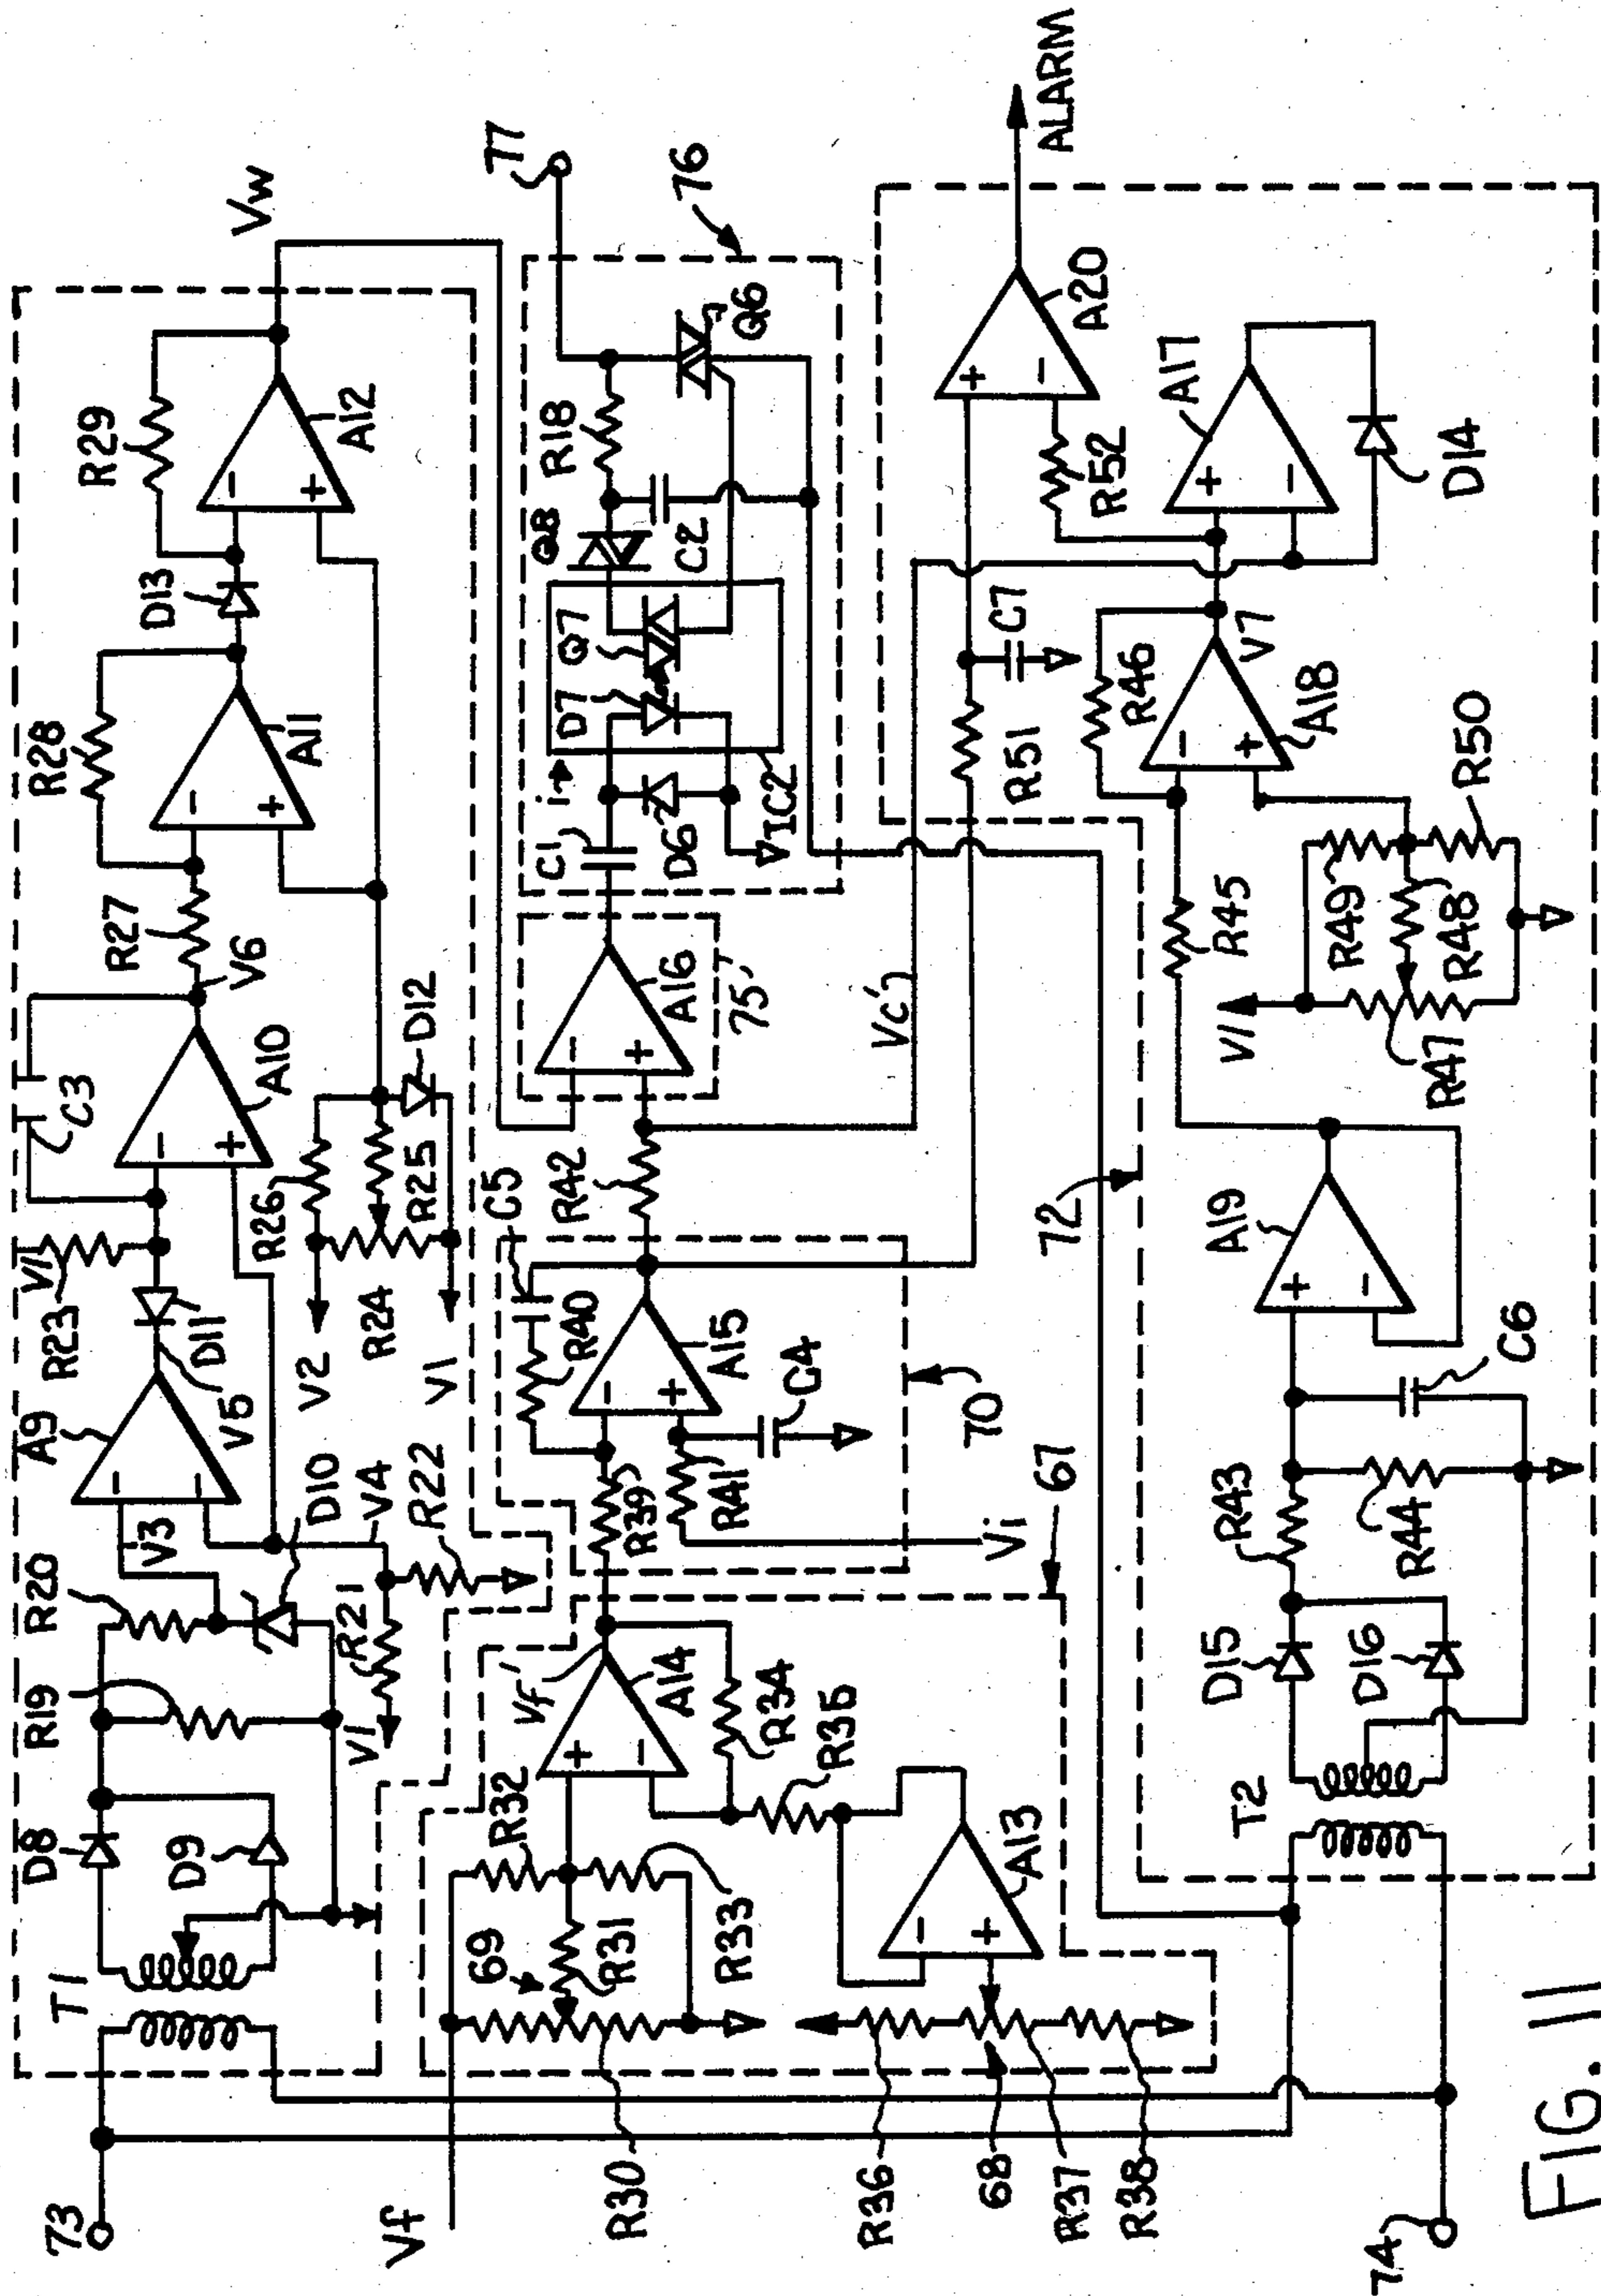 73
T1
D8
D9
R19
R20
V3
A9
V5
D11
R23
V1
C3
A10
V6
R27
R28
A11
D13
R29
A12
Vw
V1
R21
D10
V4
R22
V2
R24
V1
R26
R25
D12
Vf
R30
69
R31
R32
R33
Vf'
A14
R34
R35
A13
R36
68
R37
R38
67
R39
R41
Vi
R40
C5
A15
C4
70
R42
A16
75'
Vc'
C1
i
D6
D7
IC2
Q7
Q8
C2
R18
Q6
76
77
72
74
T2
D15
D16
R43
R44
C6
A19
R45
V1
R47
R48
R49
R50
R46
A18
V7
R51
C7
R52
A17
D14
A20
ALARM
FIG. 11